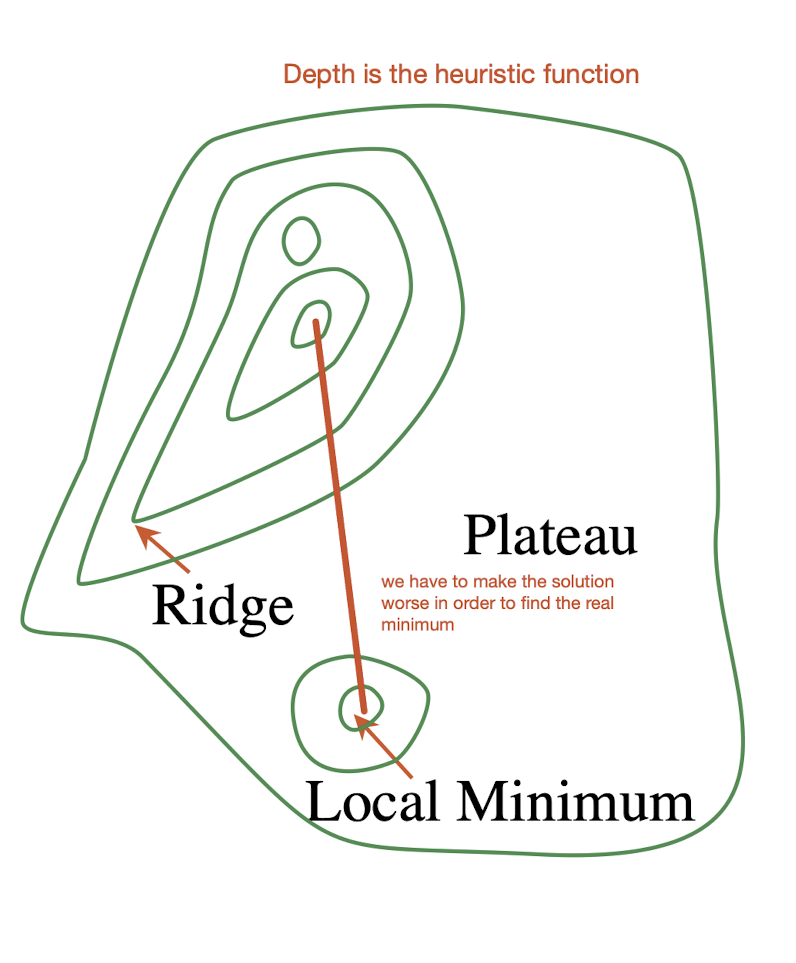 Depth is the heuristic function
Plateau
we have to make the solution
worse in order to find the real
minimum
Ridge
Local Minimum